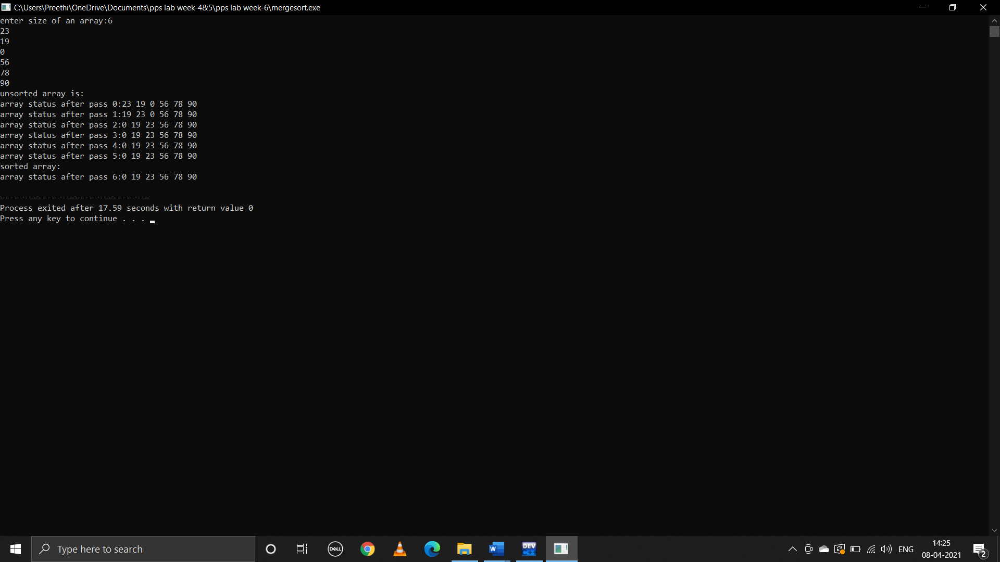 C:\Users\Preethi\OneDrive\Documents\pps lab week-4&5\pps lab week-6\mergesort.exe
enter size of an array:6
23
19
0
56
78
90
unsorted array is:
array status after pass 0:23 19 0 56 78 90
array status after pass 1:19 23 0 56 78 90
array status after pass 2:0 19 23 56 78 90
array status after pass 3:0 19 23 56 78 90
array status after pass 4:0 19 23 56 78 90
array status after pass 5:0 19 23 56 78 90
sorted array:
array status after pass 6:0 19 23 56 78 90
--------------------------------
Process exited after 17.59 seconds with return value 0
Press any key to continue . . .
Type here to search
DELL
W
DEV C++
ENG
14:25
08-04-2021
2